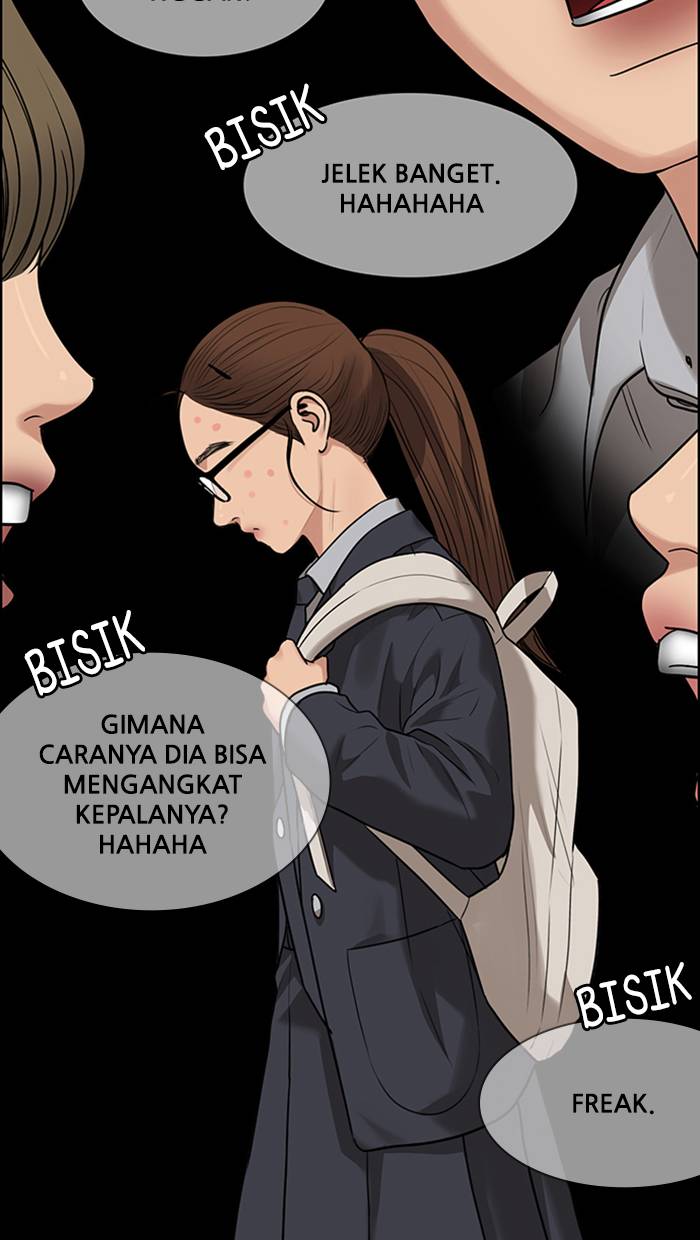 BISIK
JELEK BANGET.
HAHAHAHA
BISIK
GIMANA
CARANYA DIA BISA
MENGANGKAT
KEPALANYA?
HAHAHA
BISIK
FREAK.